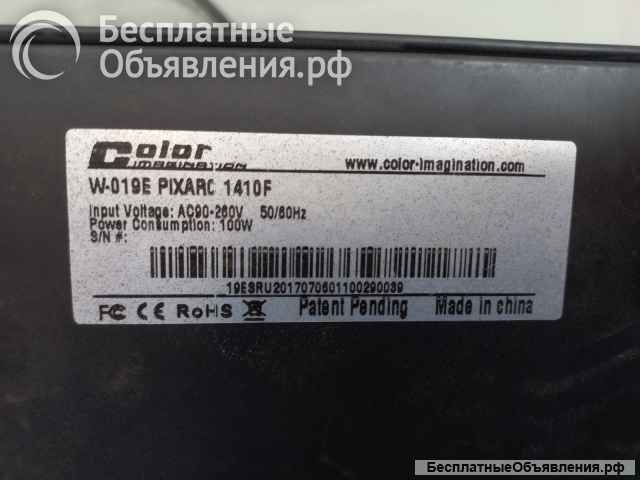 Бесплатные
Объявления.рф
Color
IMAGINATION
www.color-imagination.com
W-019E PIXARC 1410F
Input Voltage: AC90-260V 50/60Hz
Power Consumption: 100W
S/N #:
19ESRU2017070601100290039
FC CE RoHS Patent Pending Made in china
БесплатныеОбъявления.рф